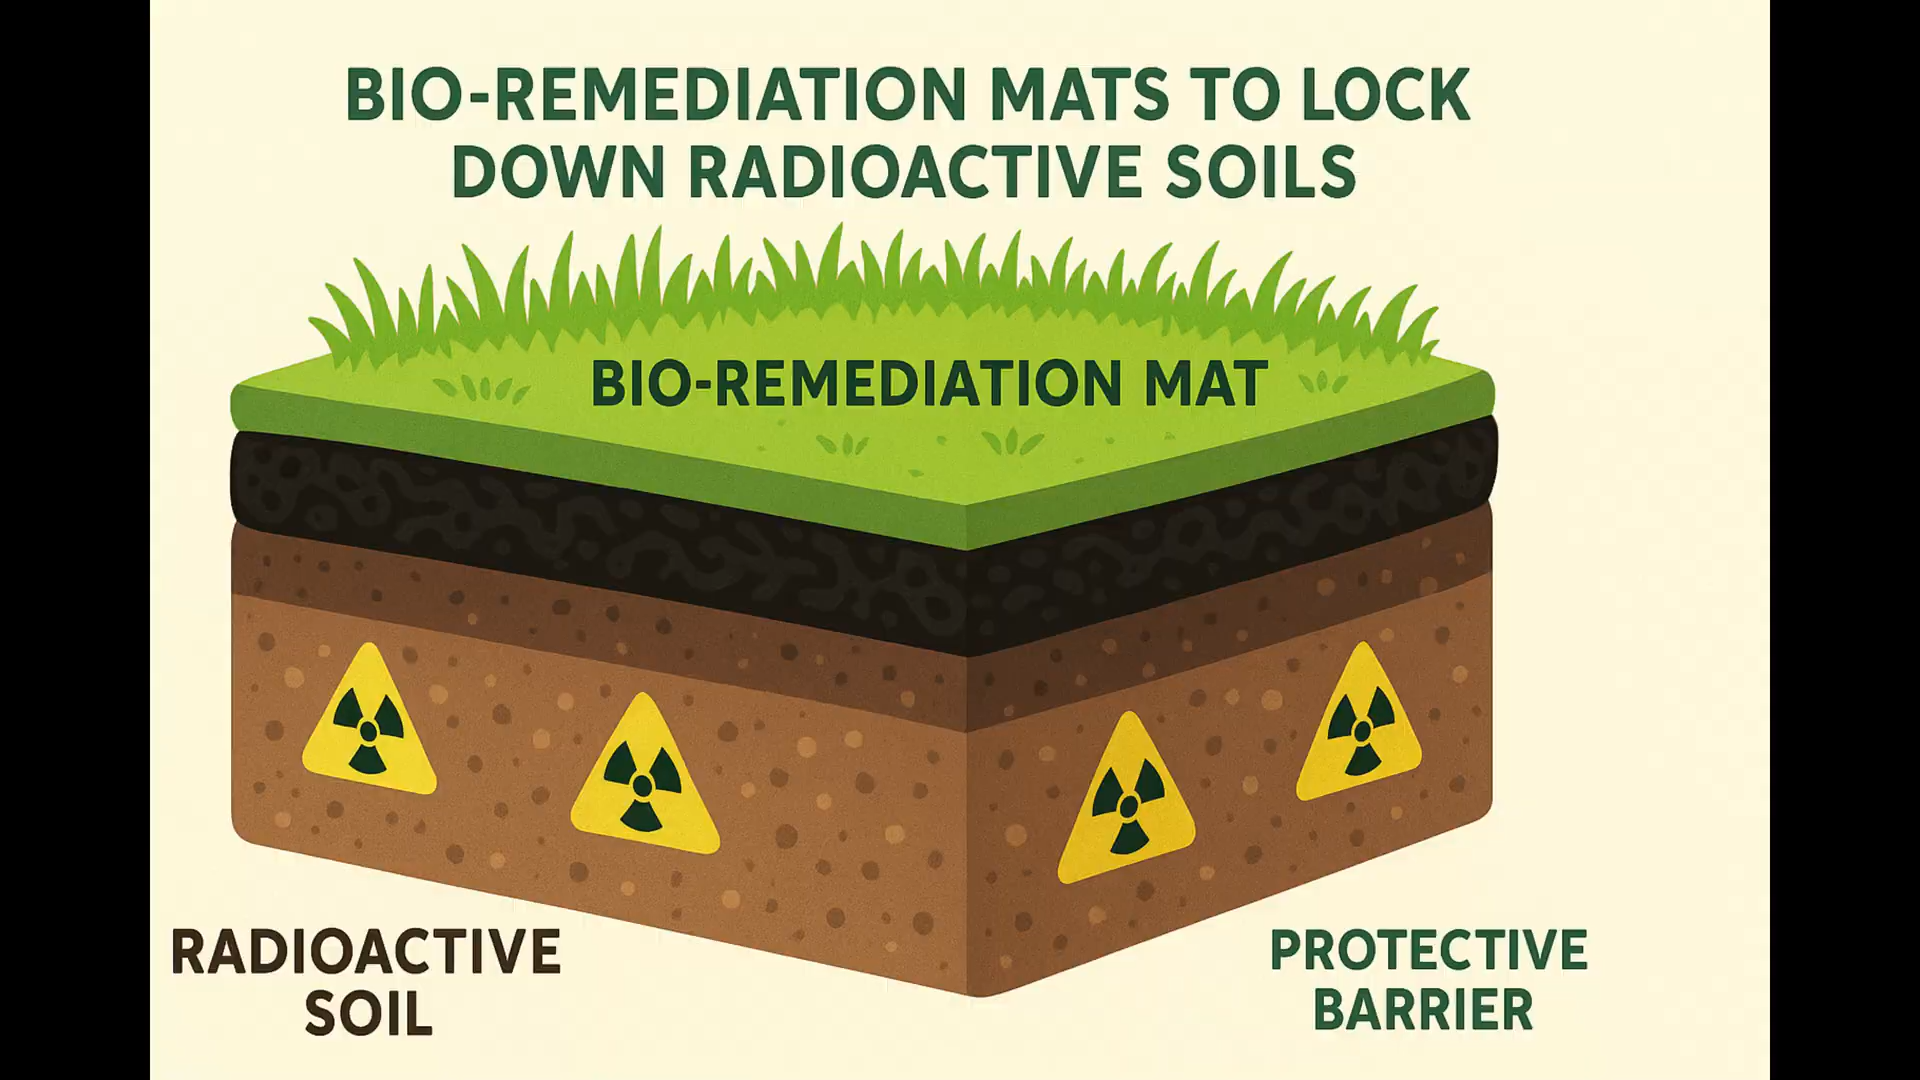 BIO-REMEDIATION MATS TO LOCK
DOWN RADIOACTIVE SOILS
BIO-REMEDIATION MAT
RADIOACTIVE
SOIL
PROTECTIVE
BARRIER